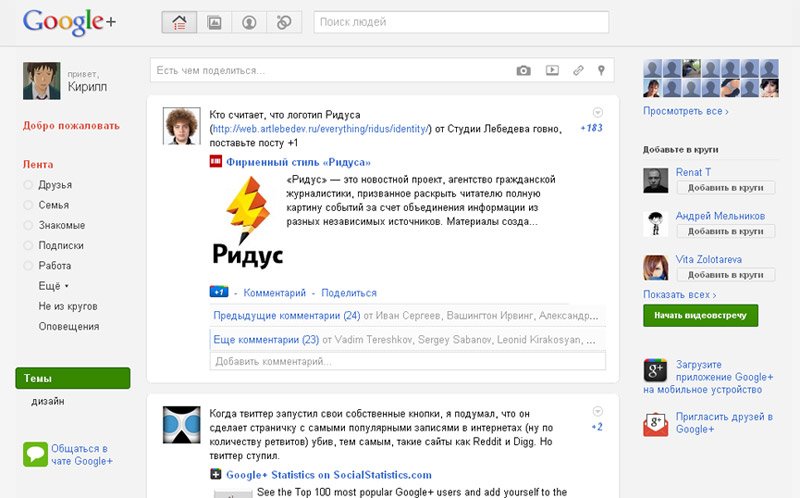 Google+
Поиск людей
привет,
Кирилл
Добро пожаловать
Лента
Друзья
Семья
Знакомые
Подписки
Работа
Ещё
Не из кругов
Оповещения
Темы
дизайн
Общаться в
чате Google+
Есть чем поделиться...
Кто считает, что логотип Ридуса
(http://web.artlebedev.ru/everything/ridus/identity/) от Студии Лебедева говно,
поставьте посту +1
+183
Фирменный стиль «Ридуса»
«Ридус» — это новостной проект, агентство гражданской
журналистики, призванное раскрыть читателю полную
картину событий за счет объединения информации из
разных независимых источников. Материалы созда...
Ридус
+1 - Комментарий - Поделиться
Предыдущие комментарии (24) от Иван Сергеев, Вашингтон Ирвинг, Александр...
Еще комментарии (23) от Vadim Tereshkov, Sergey Sabanov, Leonid Kirakosyan, ...
Добавить комментарий...
Когда твиттер запустил свои собственные кнопки, я подумал, что он
сделает страничку с самыми популярными записями в интернетах (ну по
количеству ретвитов) убив, тем самым, такие сайты как Reddit и Digg. Но
твиттер ступил.
+2
Google+ Statistics on SocialStatistics.com
See the Top 100 most popular Google+ users and add yourself to the
Просмотреть все >
Добавьте в круги
Renat T
Добавить в круги
Андрей Мельников
Добавить в круги
Vita Zolotareva
Добавить в круги
Показать всех >
Начать видеовстречу
g+
Загрузите
приложение Google+
на мобильное устройство
g+
Пригласить друзей в
Google+